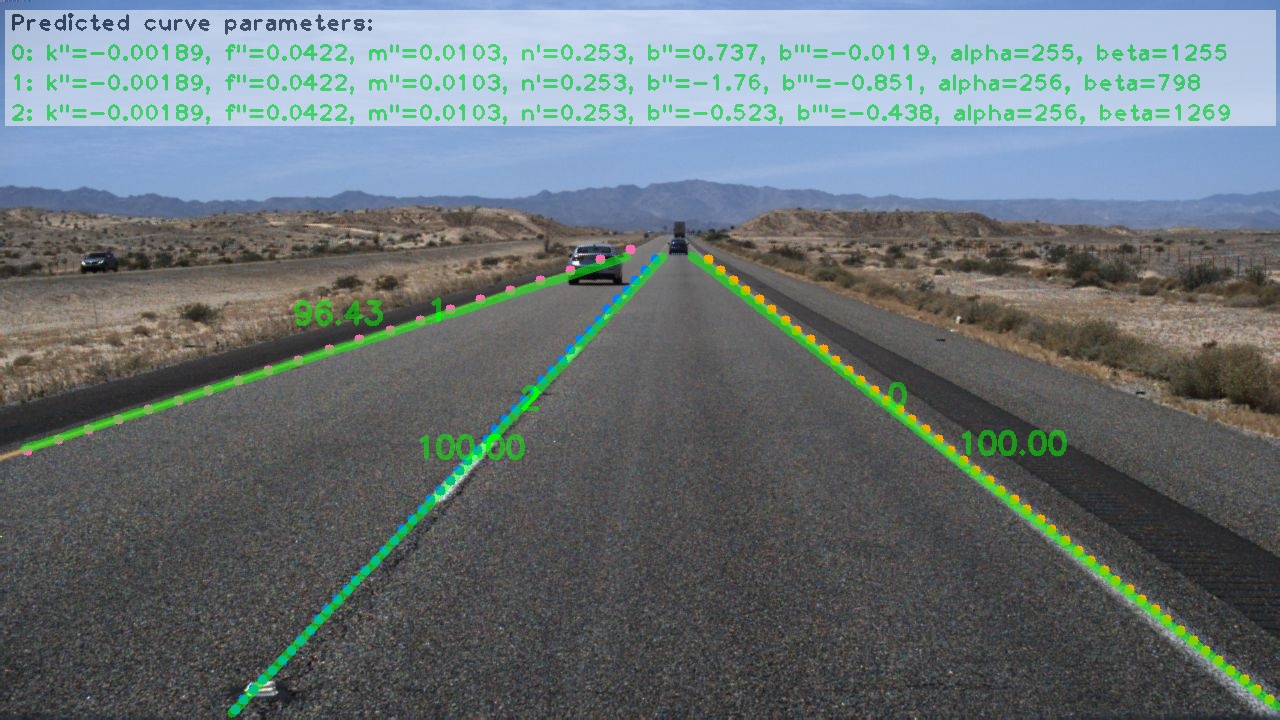 Predicted curve parameters:
0: k''=-0.00189, f''=0.0422, m''=0.0103, n'=0.253, b''=0.737, b'''=-0.0119, alpha=255, beta=1255
1: k''=-0.00189, f''=0.0422, m''=0.0103, n'=0.253, b''=-1.76, b'''=-0.851, alpha=256, beta=798
2: k''=-0.00189, f''=0.0422, m''=0.0103, n'=0.253, b''=-0.523, b'''=-0.438, alpha=256, beta=1269
96.43 1
2 0
100.00 100.00